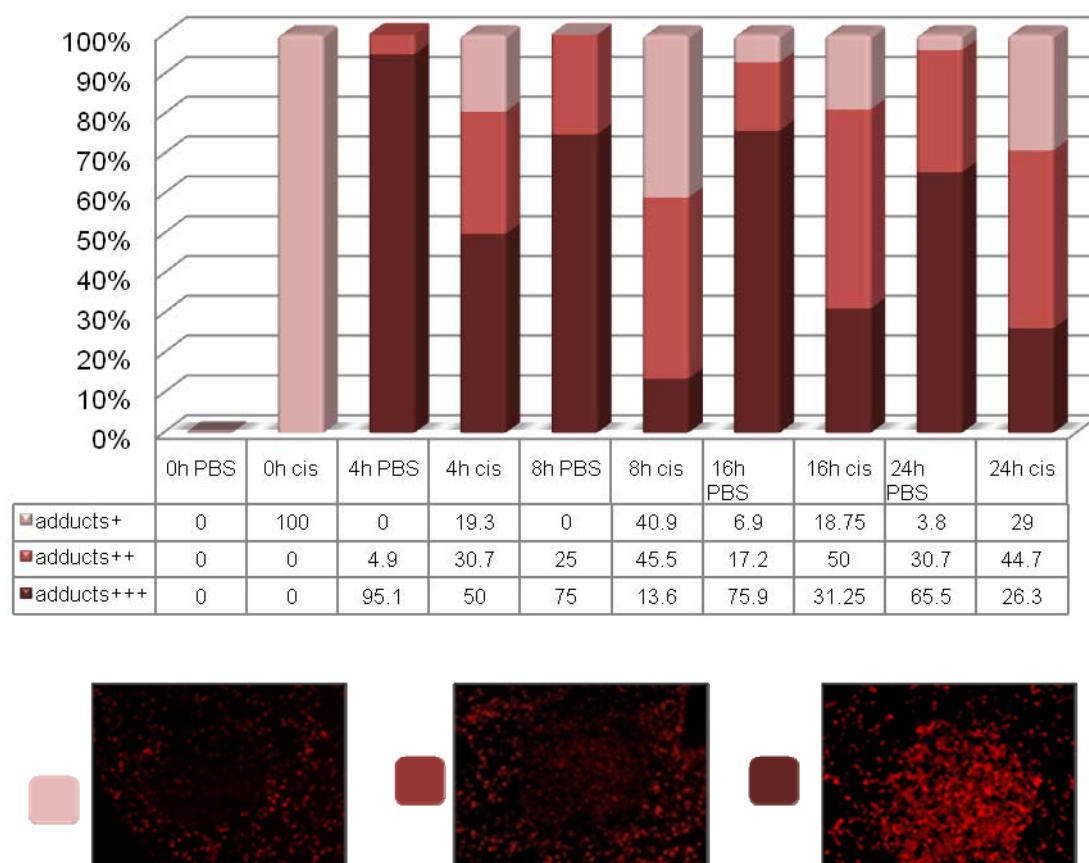 100%
90%
80%
70%
60%
50%
40%
30%
20%
10%
0%
0h PBS 0h cis 4h PBS 4h cis 8h PBS 8h cis 16h PBS 16h cis 24h PBS 24h cis
adducts+ 0 100 0 19.3 0 40.9 6.9 18.75 3.8 29
adducts++ 0 0 4.9 30.7 25 45.5 17.2 50 30.7 44.7
adducts+++ 0 0 95.1 50 75 13.6 75.9 31.25 65.5 26.3